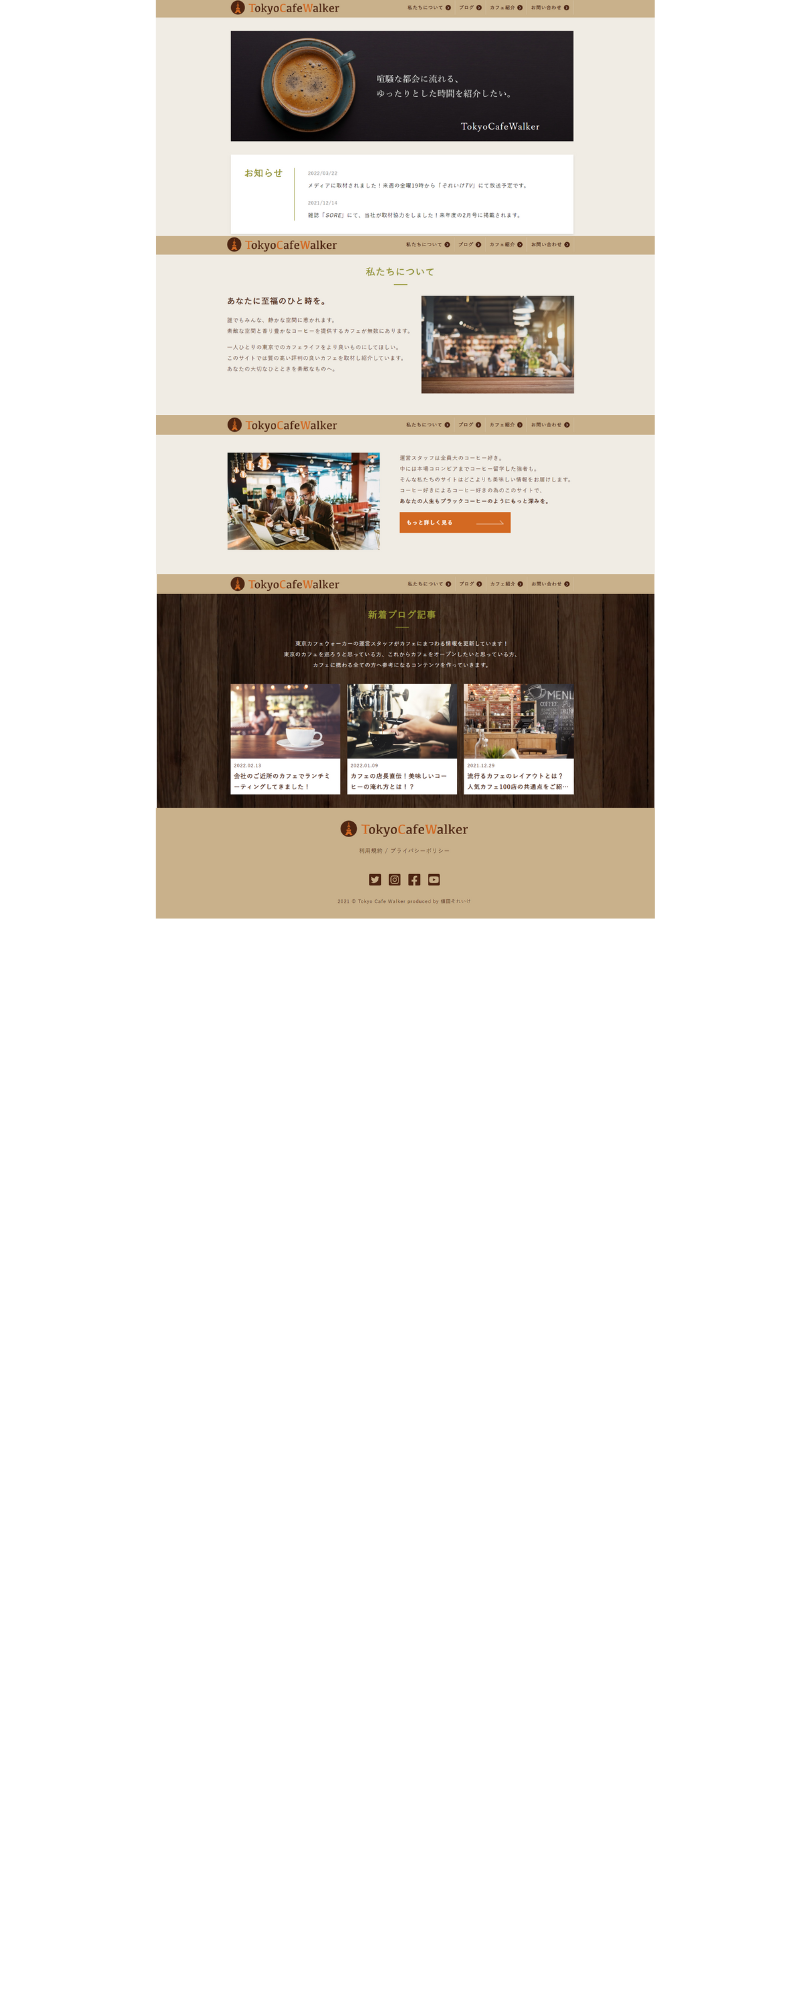 TokyoCafeWalker
私たちについて ブログ カフェ紹介 お問い合わせ
喧騒な都会に流れる、
ゆったりとした時間を紹介したい。
TokyoCafeWalker
お知らせ
2022/03/22
メディアに取材されました！来週の金曜19時から「それいけTV」にて放送予定です。
2021/12/14
雑誌「SORE」にて、当社が取材協力をしました！来年度の2月号に掲載されます。
TokyoCafeWalker
私たちについて ブログ カフェ紹介 お問い合わせ
私たちについて
あなたに至福のひと時を。
誰でもみんな、静かな空間に惹かれます。
素敵な空間と香り豊かなコーヒーを提供するカフェが無数にあります。
一人ひとりの東京でのカフェライフをより良いものにしてほしい。
このサイトでは質の高い評判の良いカフェを取材し紹介しています。
あなたの大切なひとときを素敵なものへ。
TokyoCafeWalker
私たちについて ブログ カフェ紹介 お問い合わせ
運営スタッフは全員大のコーヒー好き。
中には本場コロンビアまでコーヒー留学した強者も。
そんな私たちのサイトはどこよりも美味しい情報をお届けします。
コーヒー好きによるコーヒー好きの為のこのサイトで、
あなたの人生もブラックコーヒーのようにもっと深みを。
もっと詳しく見る
TokyoCafeWalker
私たちについて ブログ カフェ紹介 お問い合わせ
新着ブログ記事
東京カフェウォーカーの運営スタッフがカフェにまつわる情報を更新しています！
東京のカフェを巡ろうと思っている方、これからカフェをオープンしたいと思っている方、
カフェに携わる全ての方へ参考になるコンテンツを作っていきます。
MENU
COFFEE
2022.02.13
会社のご近所のカフェでランチミ
ーティングしてきました！
2022.01.09
カフェの店長直伝！美味しいコー
ヒーの淹れ方とは！？
2021.12.29
流行るカフェのレイアウトとは？
人気カフェ100店の共通点をご紹…
TokyoCafeWalker
利用規約 / プライバシーポリシー
2021 © Tokyo Cafe Walker produced by